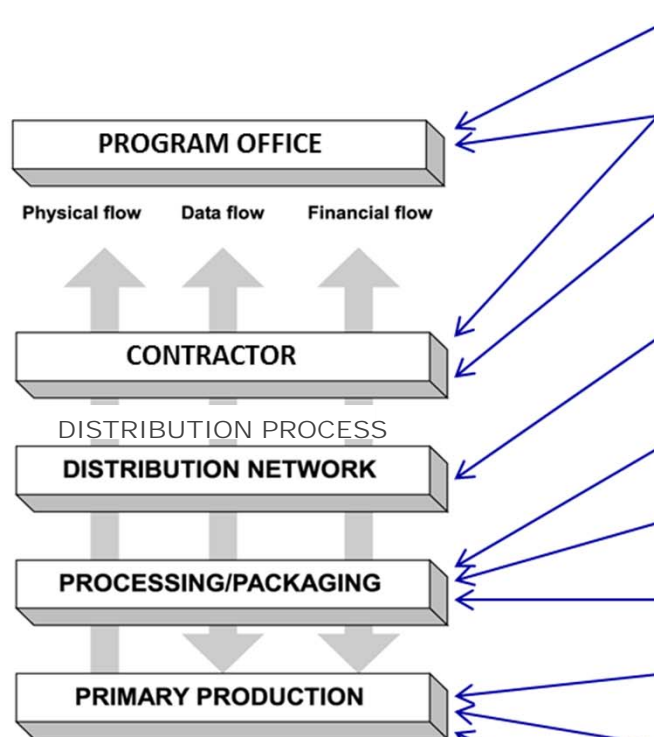 PROGRAM OFFICE
Physical flow Data flow Financial flow
CONTRACTOR
DISTRIBUTION PROCESS
DISTRIBUTION NETWORK
PROCESSING/PACKAGING
PRIMARY PRODUCTION